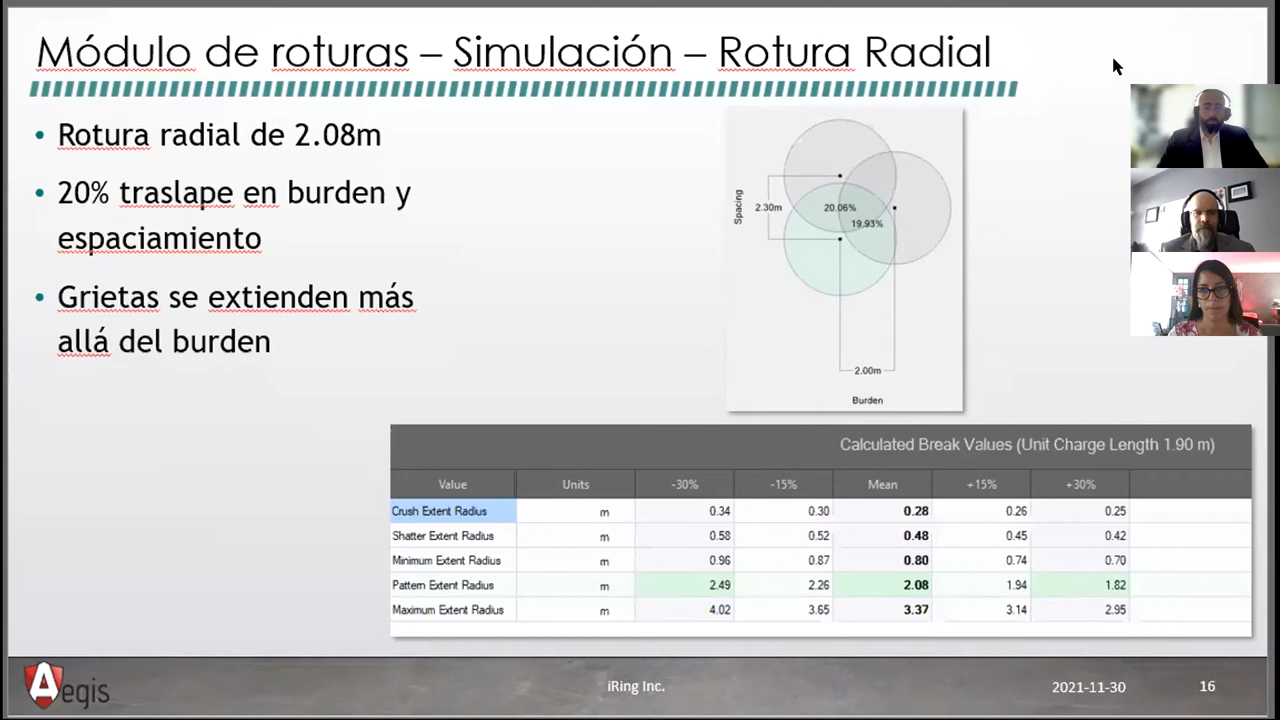 Módulo de roturas – Simulación – Rotura Radial
• Rotura radial de 2.08m
• 20% traslape en burden y
espaciamiento
• Grietas se extienden más
allá del burden
Spacing
2.30m
20.06%
19.93%
2.00m
Burden
Calculated Break Values (Unit Charge Length 1.90 m)
Value Units -30% -15% Mean +15% +30%
Crush Extent Radius m 0.34 0.30 0.28 0.26 0.25
Shatter Extent Radius m 0.58 0.52 0.48 0.45 0.42
Minimum Extent Radius m 0.96 0.87 0.80 0.74 0.70
Pattern Extent Radius m 2.49 2.26 2.08 1.94 1.82
Maximum Extent Radius m 4.02 3.65 3.37 3.14 2.95
Aegis
iRing Inc.
2021-11-30
16